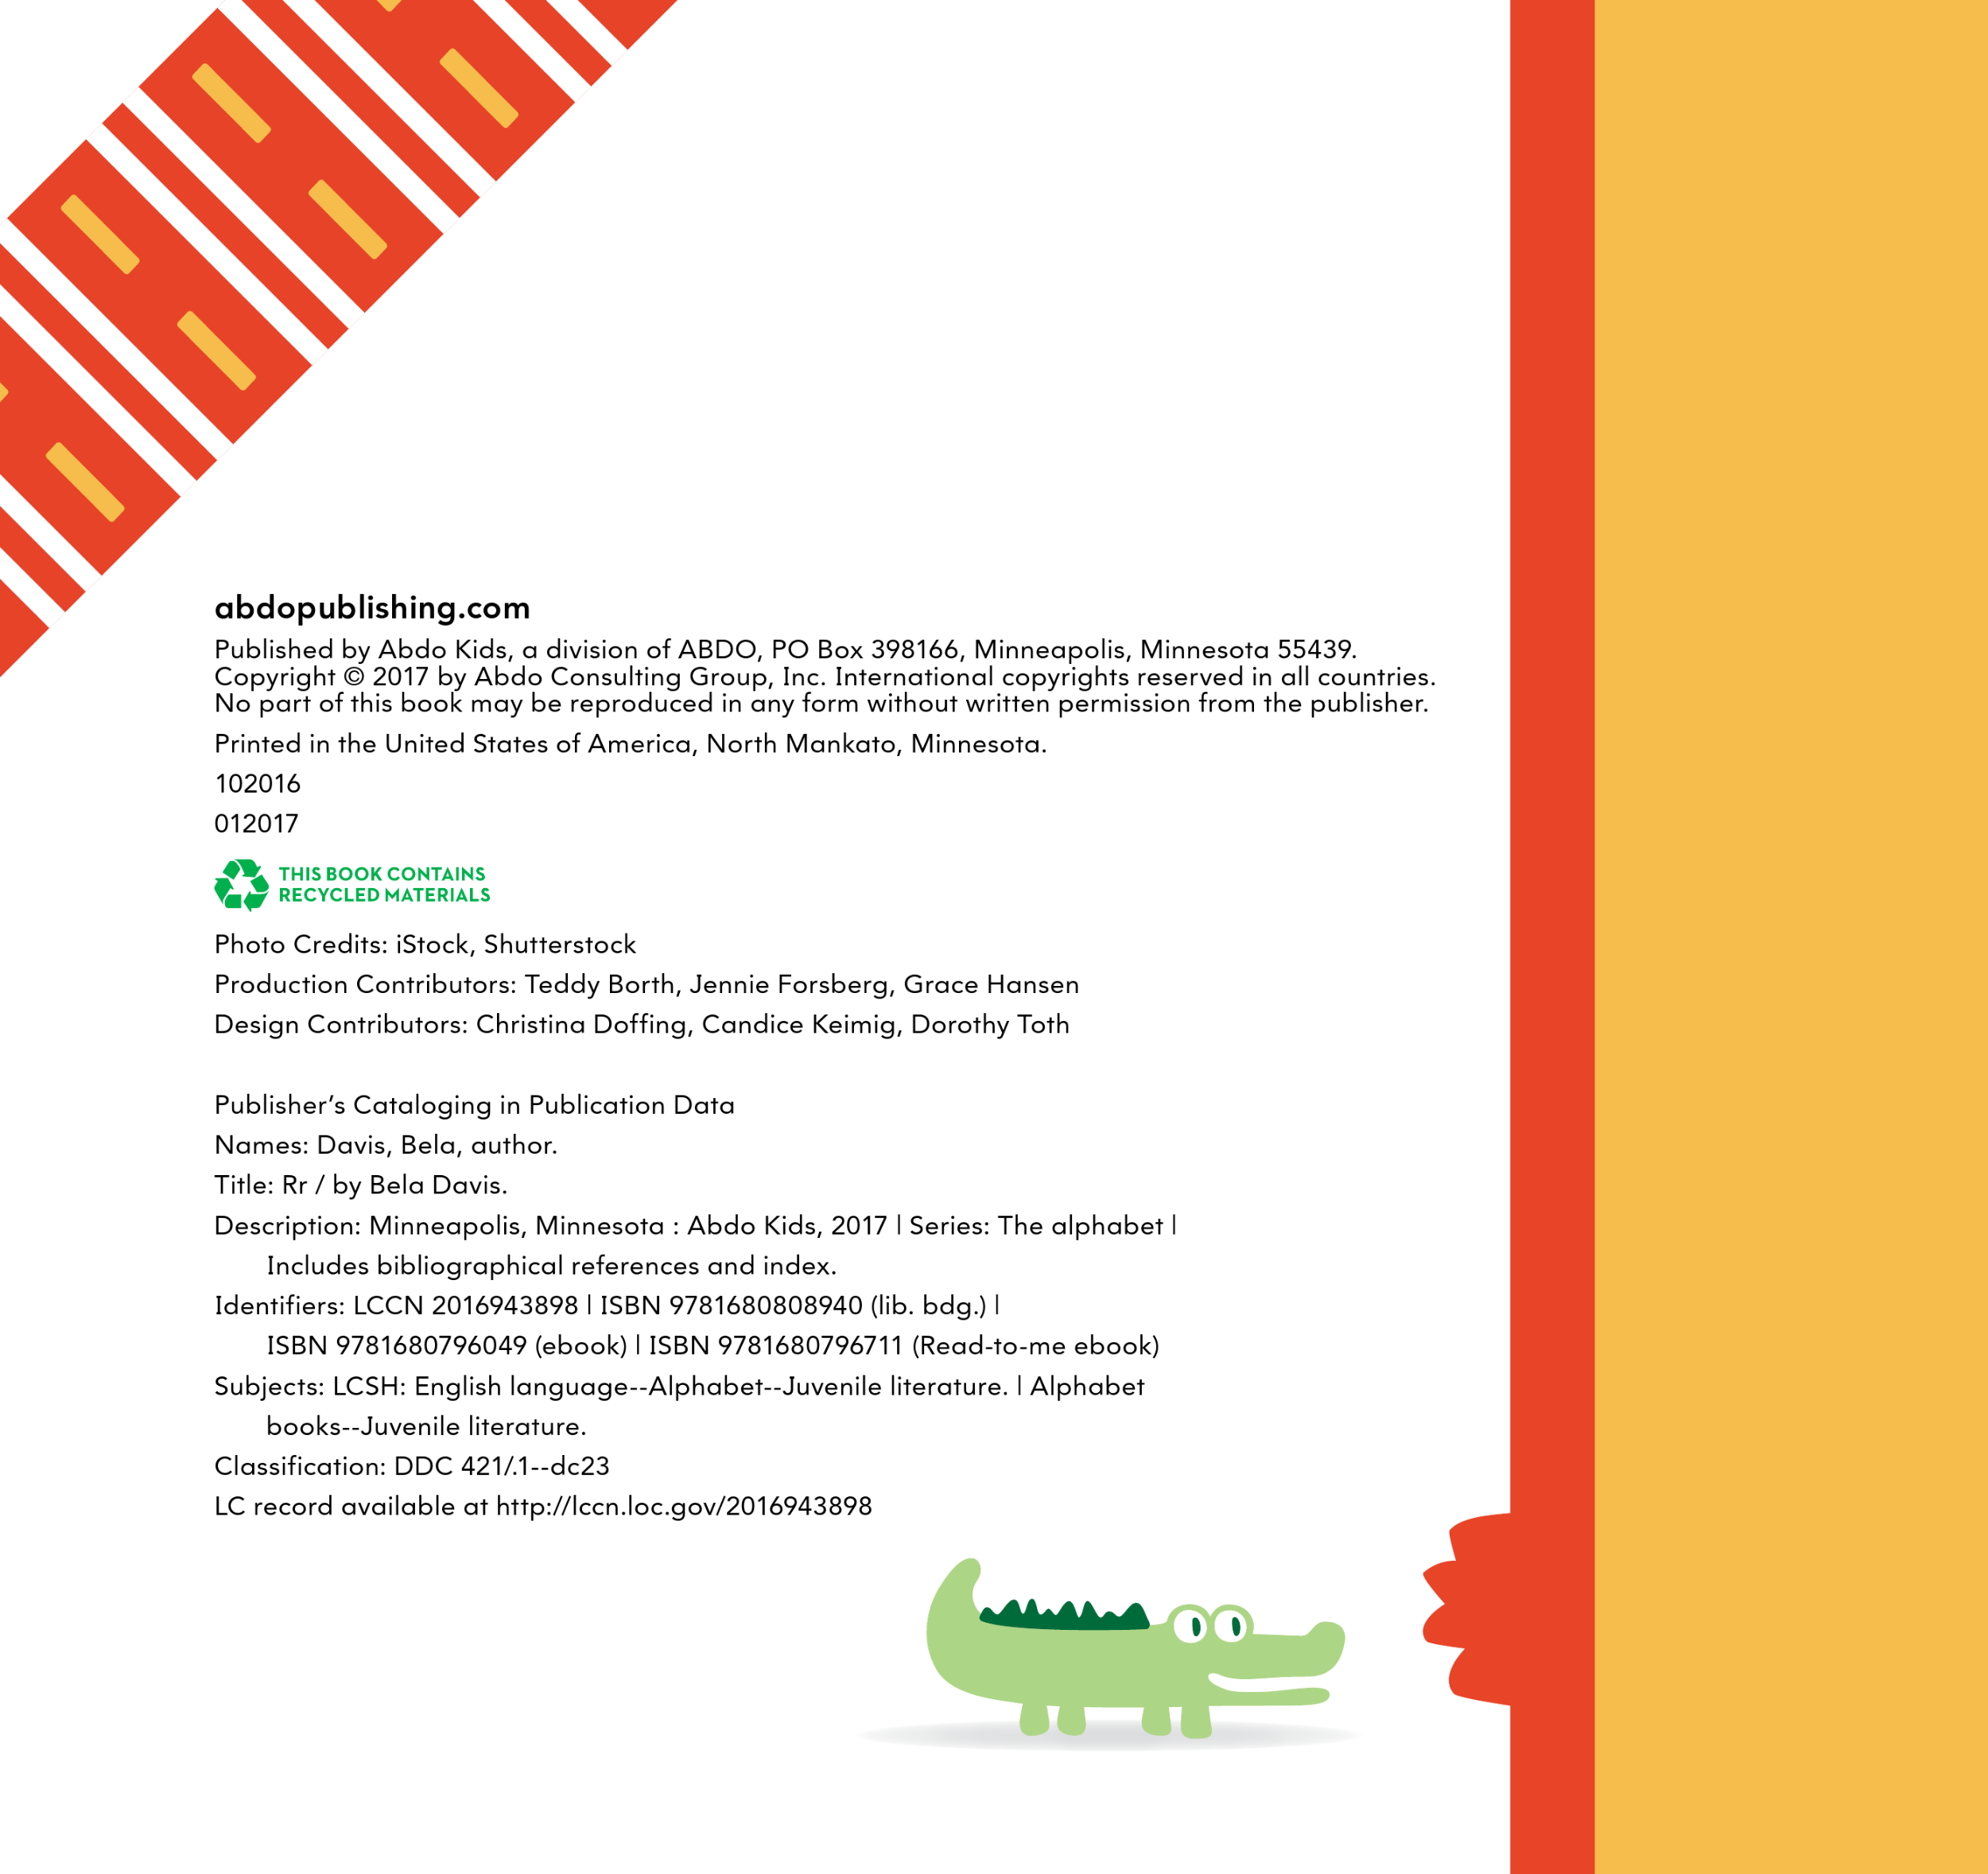 abdopublishing.com
Published by Abdo Kids, a division of ABDO, PO Box 398166, Minneapolis, Minnesota 55439.
Copyright © 2017 by Abdo Consulting Group, Inc. International copyrights reserved in all countries.
No part of this book may be reproduced in any form without written permission from the publisher.
Printed in the United States of America, North Mankato, Minnesota.
102016
012017
THIS BOOK CONTAINS
RECYCLED MATERIALS
Photo Credits: iStock, Shutterstock
Production Contributors: Teddy Borth, Jennie Forsberg, Grace Hansen
Design Contributors: Christina Doffing, Candice Keimig, Dorothy Toth
Publisher’s Cataloging in Publication Data
Names: Davis, Bela, author.
Title: Rr / by Bela Davis.
Description: Minneapolis, Minnesota : Abdo Kids, 2017 | Series: The alphabet |
Includes bibliographical references and index.
Identifiers: LCCN 2016943898 | ISBN 9781680808940 (lib. bdg.) |
ISBN 9781680796049 (ebook) | ISBN 9781680796711 (Read-to-me ebook)
Subjects: LCSH: English language--Alphabet--Juvenile literature. | Alphabet
books--Juvenile literature.
Classification: DDC 421/.1--dc23
LC record available at http://lccn.loc.gov/2016943898